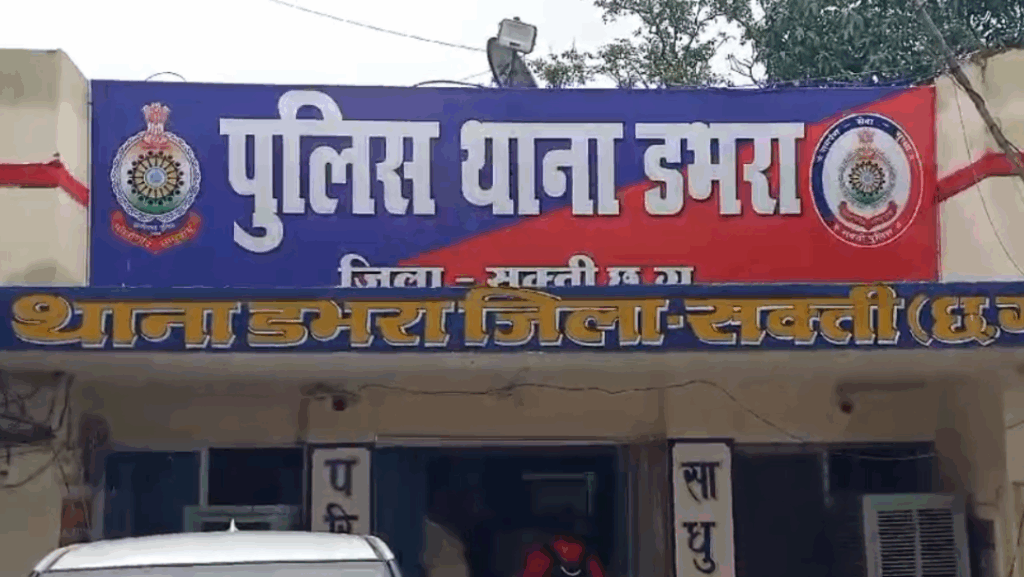 पुलिस थाना डभरा
जिला - सक्ती छ ग
थाना डभरा जिला-सक्ती (छ.ग
प
रि
सा
धु